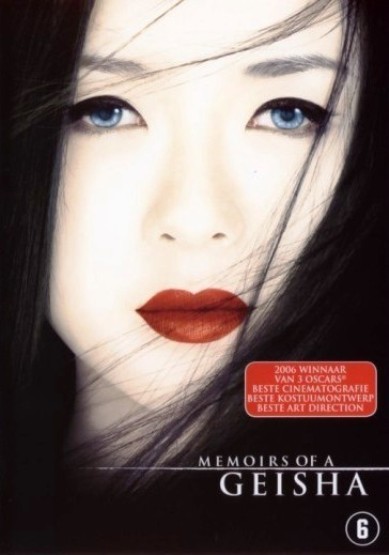 2006 WINNAAR
VAN 3 OSCARS®
BESTE CINEMATOGRAFIE
BESTE KOSTUUMONTWERP
BESTE ART DIRECTION
MEMOIRS OF A
GEISHA
6